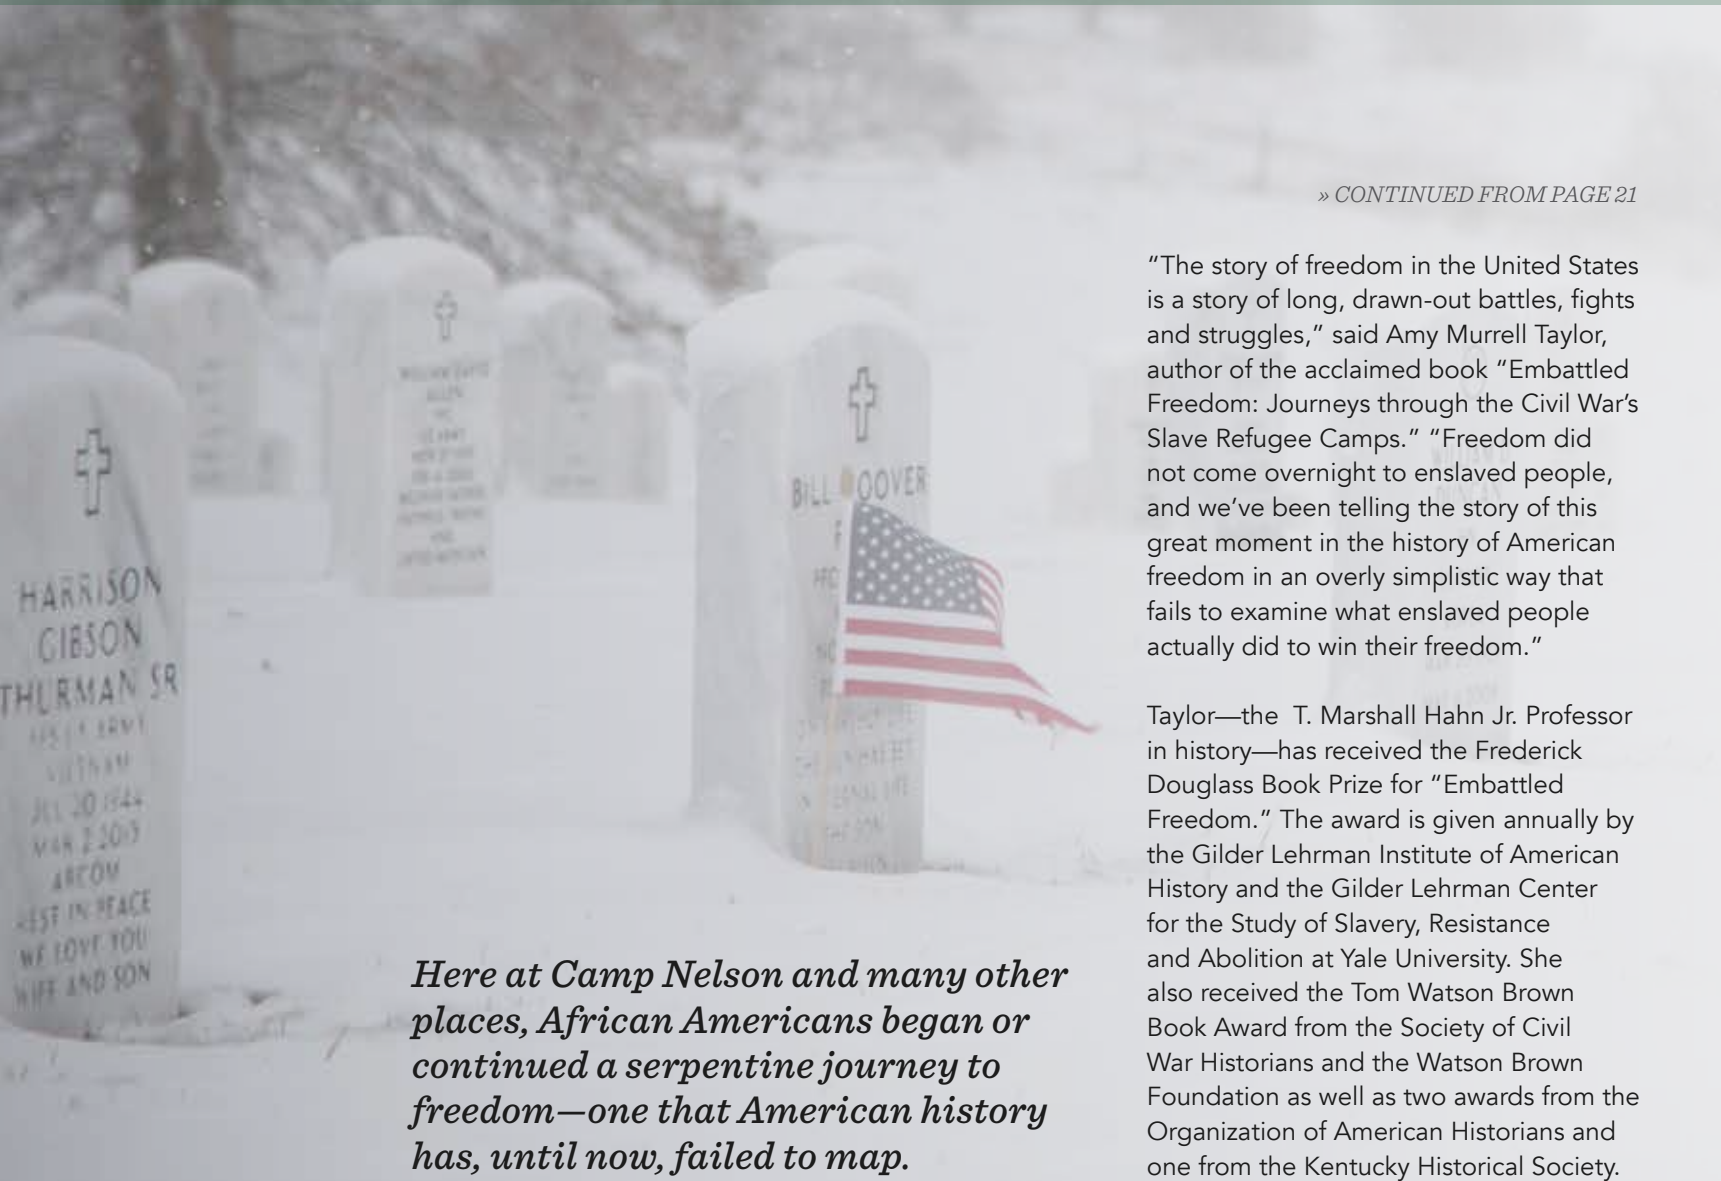 » CONTINUED FROM PAGE 21
“The story of freedom in the United States
is a story of long, drawn-out battles, fights
and struggles,” said Amy Murrell Taylor,
author of the acclaimed book “Embattled
Freedom: Journeys through the Civil War’s
Slave Refugee Camps.” “Freedom did
not come overnight to enslaved people,
and we’ve been telling the story of this
great moment in the history of American
freedom in an overly simplistic way that
fails to examine what enslaved people
actually did to win their freedom.”
Taylor—the  T. Marshall Hahn Jr. Professor
in history—has received the Frederick
Douglass Book Prize for “Embattled
Freedom.” The award is given annually by
the Gilder Lehrman Institute of American
History and the Gilder Lehrman Center
for the Study of Slavery, Resistance
and Abolition at Yale University. She
also received the Tom Watson Brown
Book Award from the Society of Civil
War Historians and the Watson Brown
Foundation as well as two awards from the
Organization of American Historians and
one from the Kentucky Historical Society.
Here at Camp Nelson and many other
places, African Americans began or
continued a serpentine journey to
freedom—one that American history
has, until now, failed to map.
HARRISON
GIBSON
THURMAN SR
VIETNAM
JUL 20 1944
MAR 2 2015
ARCOM
REST IN PEACE
WE LOVE YOU
WIFE AND SON
BILL
WILLIAM
DUNCAN